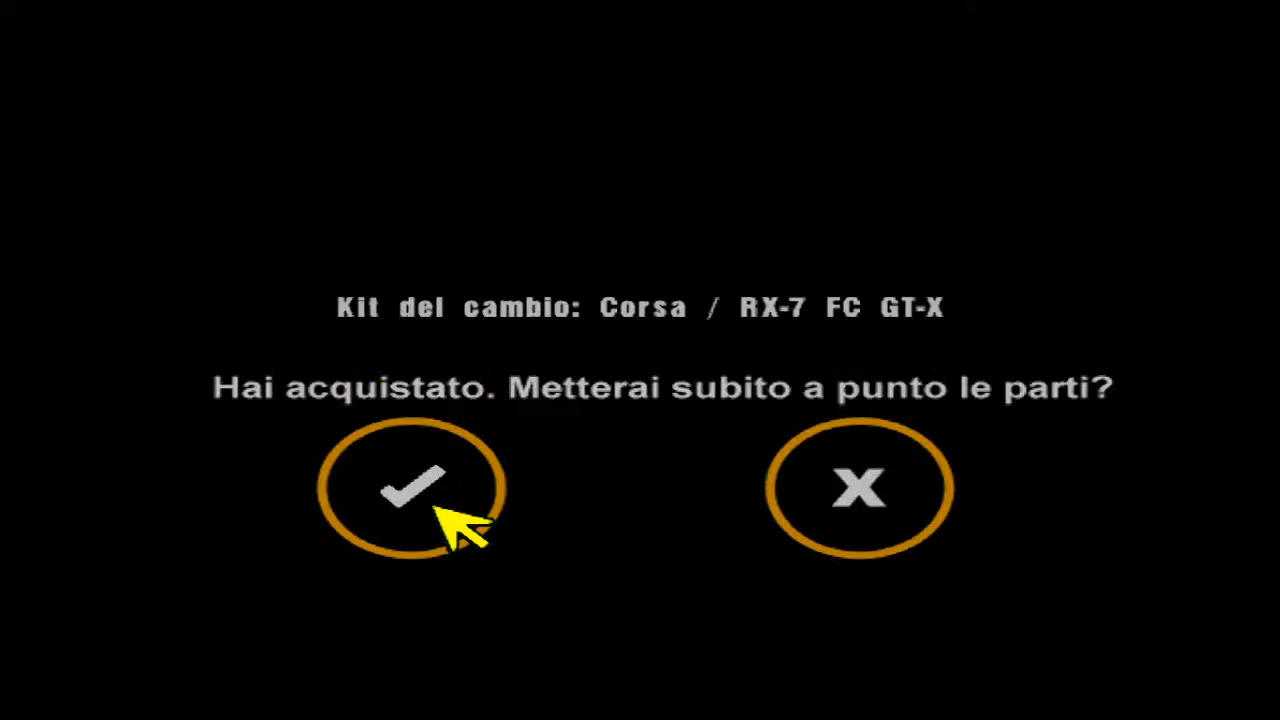 Kit del cambio: Corsa / RX-7 FC GT-X
Hai acquistato. Metterai subito a punto le parti?